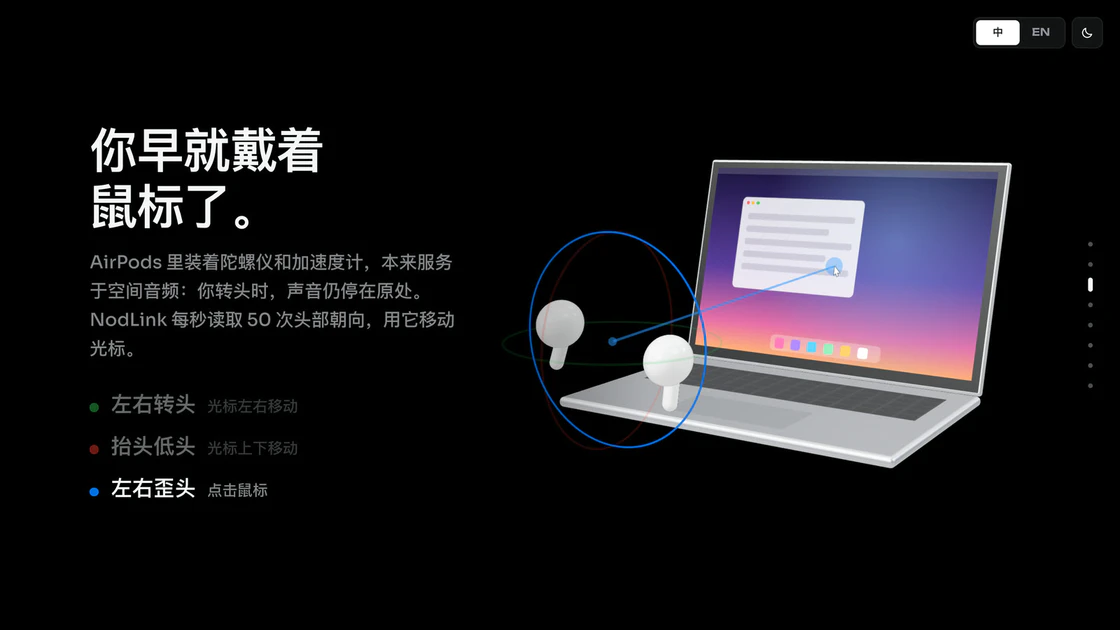 中 EN
你早就戴着
鼠标了。
AirPods 里装着陀螺仪和加速度计，本来服务
于空间音频：你转头时，声音仍停在原处。
NodLink 每秒读取 50 次头部朝向，用它移动
光标。
左右转头 光标左右移动
抬头低头 光标上下移动
左右歪头 点击鼠标